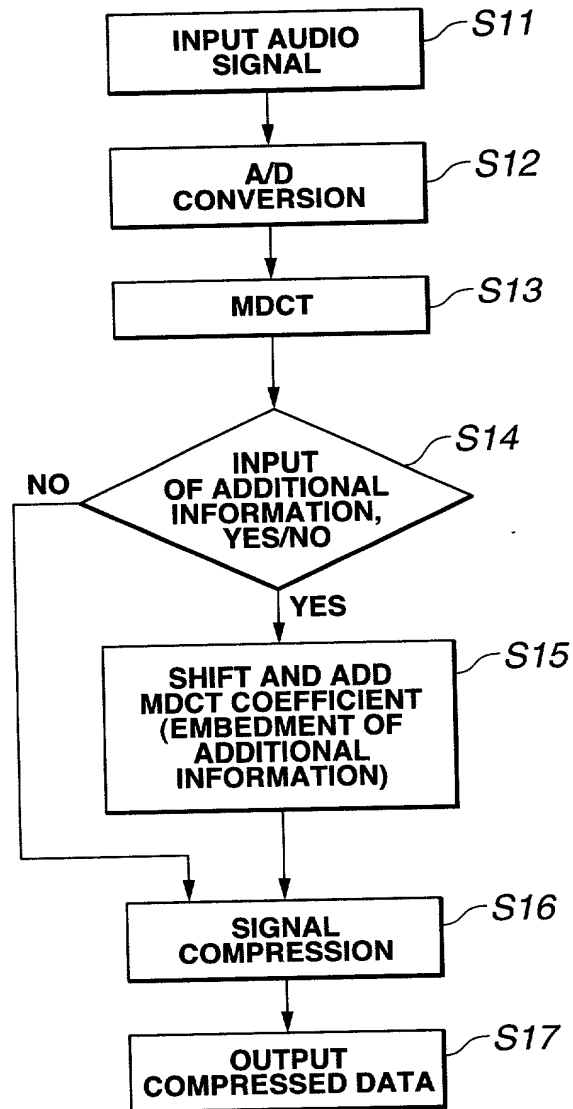 INPUT AUDIO
SIGNAL
S11
A/D
CONVERSION
S12
MDCT
S13
INPUT
OF ADDITIONAL
INFORMATION,
YES/NO
S14
NO
YES
SHIFT AND ADD
MDCT COEFFICIENT
(EMBEDMENT OF
ADDITIONAL
INFORMATION)
S15
SIGNAL
COMPRESSION
S16
OUTPUT
COMPRESSED DATA
S17